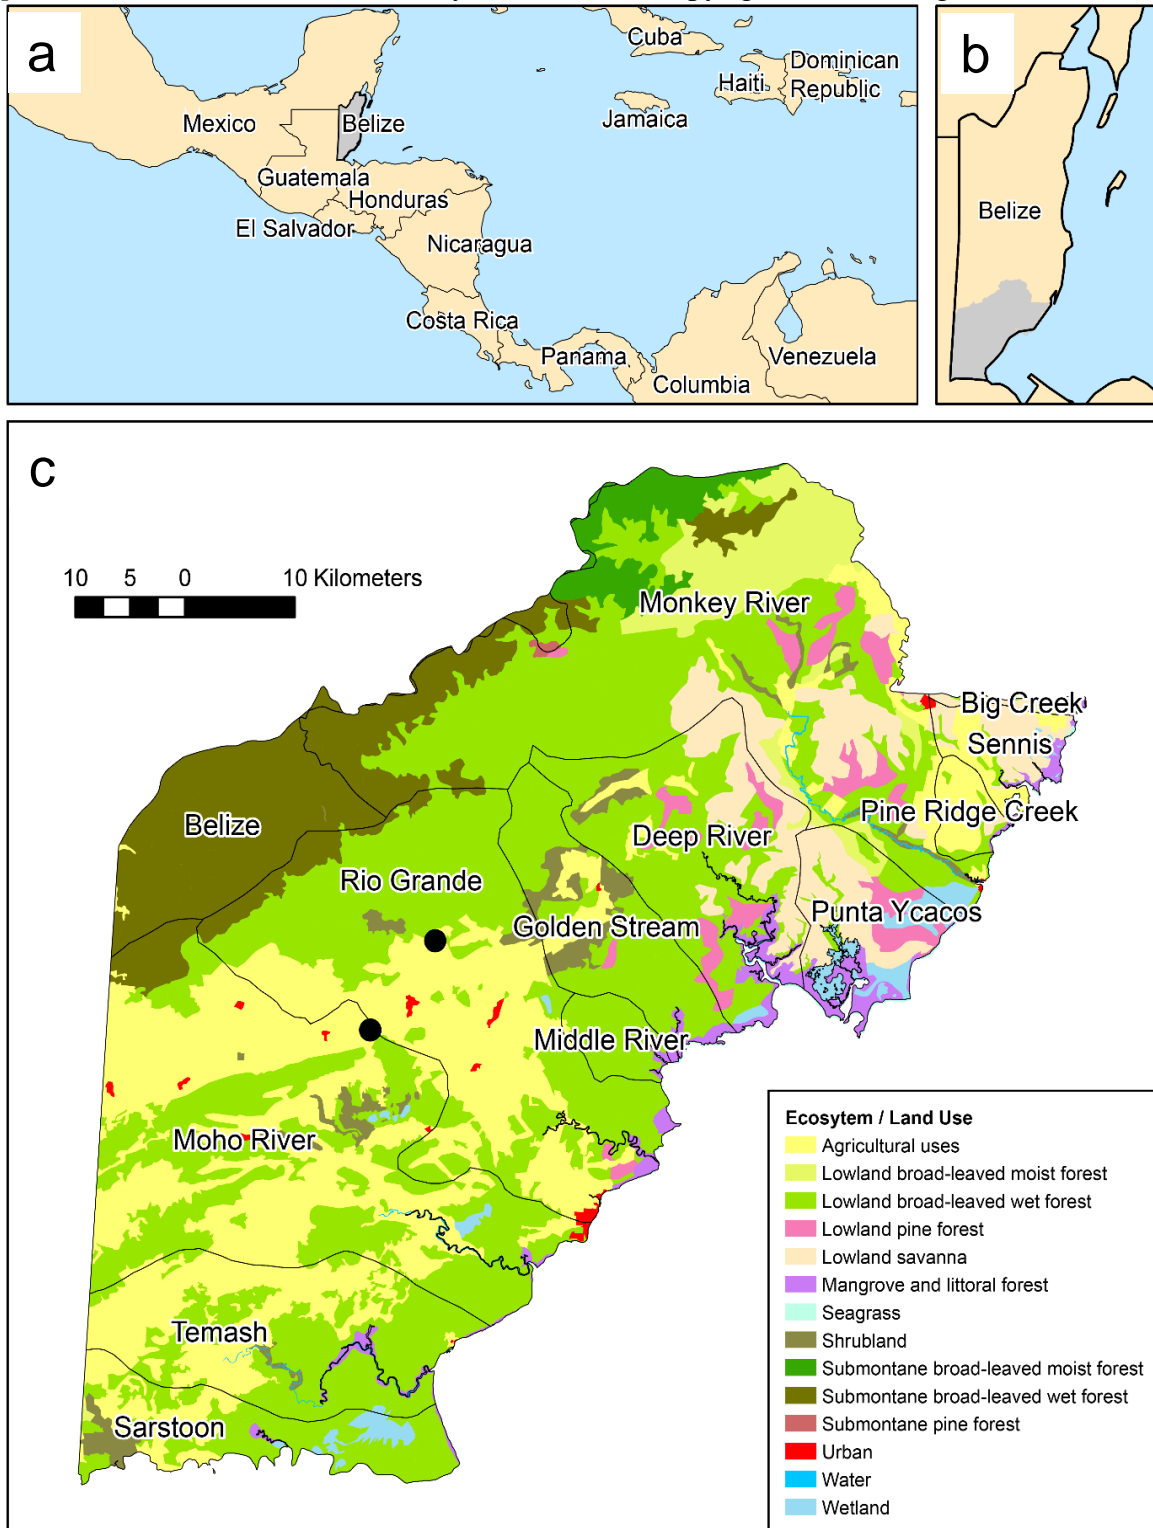 a
Cuba
Dominican
Republic
Haiti
Jamaica
Mexico
Belize
Guatemala
Honduras
El Salvador
Nicaragua
Costa Rica
Panama
Venezuela
Columbia
b
Belize
c
10 5 0 10 Kilometers
Monkey River
Big Creek
Sennis
Pine Ridge Creek
Belize
Deep River
Rio Grande
Punta Ycacos
Golden Stream
Middle River
Moho River
Temash
Sarstoon
Ecosytem / Land Use
Agricultural uses
Lowland broad-leaved moist forest
Lowland broad-leaved wet forest
Lowland pine forest
Lowland savanna
Mangrove and littoral forest
Seagrass
Shrubland
Submontane broad-leaved moist forest
Submontane broad-leaved wet forest
Submontane pine forest
Urban
Water
Wetland